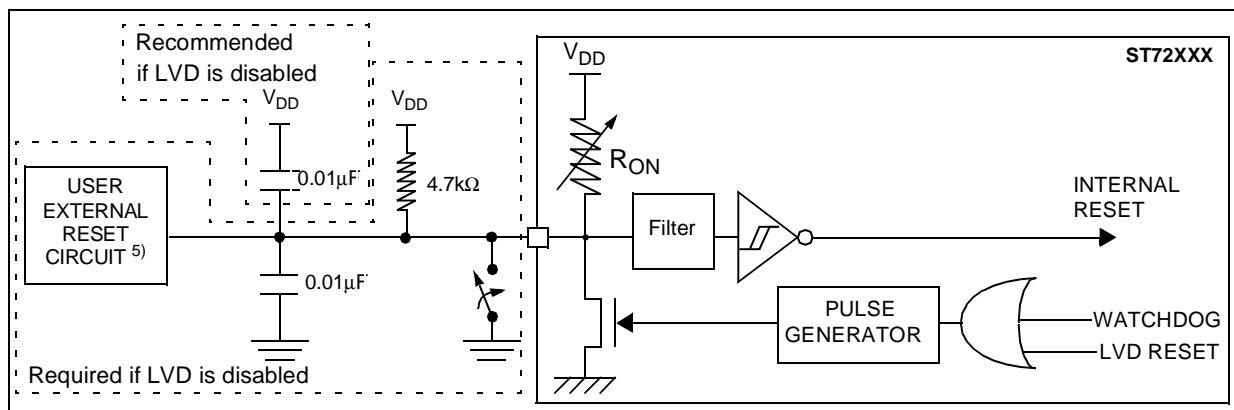 Recommended
if LVD is disabled
VDD
0.01μF
VDD
4.7kΩ
USER
EXTERNAL
RESET
CIRCUIT 5)
0.01μF
Required if LVD is disabled
ST72XXX
VDD
RON
Filter
INTERNAL
RESET
PULSE
GENERATOR
WATCHDOG
LVD RESET